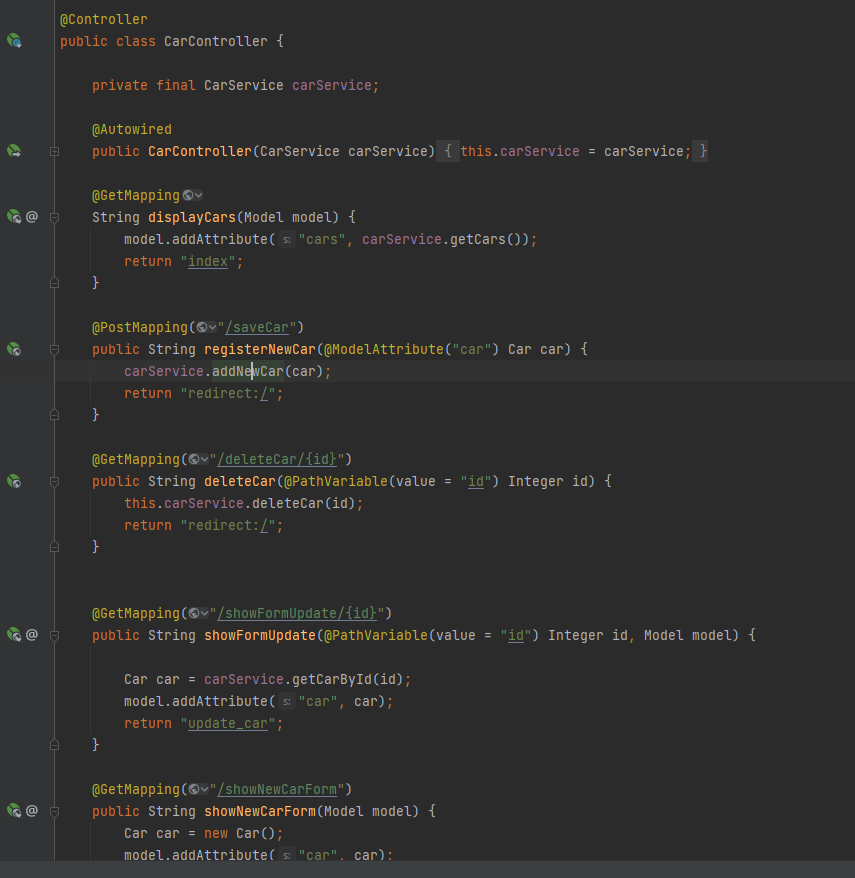 @Controller
public class CarController {
private final CarService carService;
@Autowired
public CarController(CarService carService) { this.carService = carService; }
@GetMapping
@ String displayCars(Model model) {
model.addAttribute( s: "cars", carService.getCars());
return "index";
}
@PostMapping("/saveCar")
public String registerNewCar(@ModelAttribute("car") Car car) {
carService.addNewCar(car);
return "redirect:/";
}
@GetMapping("/deleteCar/{id}")
public String deleteCar(@PathVariable(value = "id") Integer id) {
this.carService.deleteCar(id);
return "redirect:/";
}
@GetMapping("/showFormUpdate/{id}")
@ public String showFormUpdate(@PathVariable(value = "id") Integer id, Model model) {
Car car = carService.getCarById(id);
model.addAttribute( s: "car", car);
return "update_car";
}
@GetMapping("/showNewCarForm")
@ public String showNewCarForm(Model model) {
Car car = new Car();
model.addAttribute( s: "car", car);